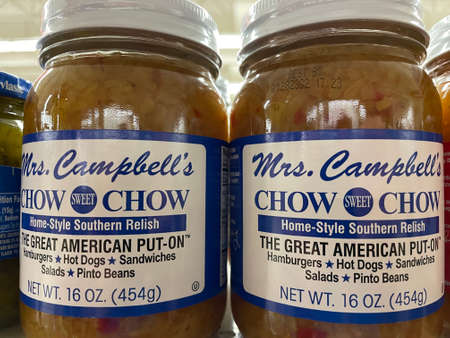 Mrs. Campbell's
CHOW SWEET CHOW
Home-Style Southern Relish
THE GREAT AMERICAN PUT-ON™
Hamburgers ★ Hot Dogs ★ Sandwiches
Salads ★ Pinto Beans
NET WT. 16 OZ. (454g)
Mrs. Campbell's
CHOW SWEET CHOW
Home-Style Southern Relish
THE GREAT AMERICAN PUT-ON™
Hamburgers ★ Hot Dogs ★ Sandwiches
Salads ★ Pinto Beans
NET WT. 16 OZ. (454g)